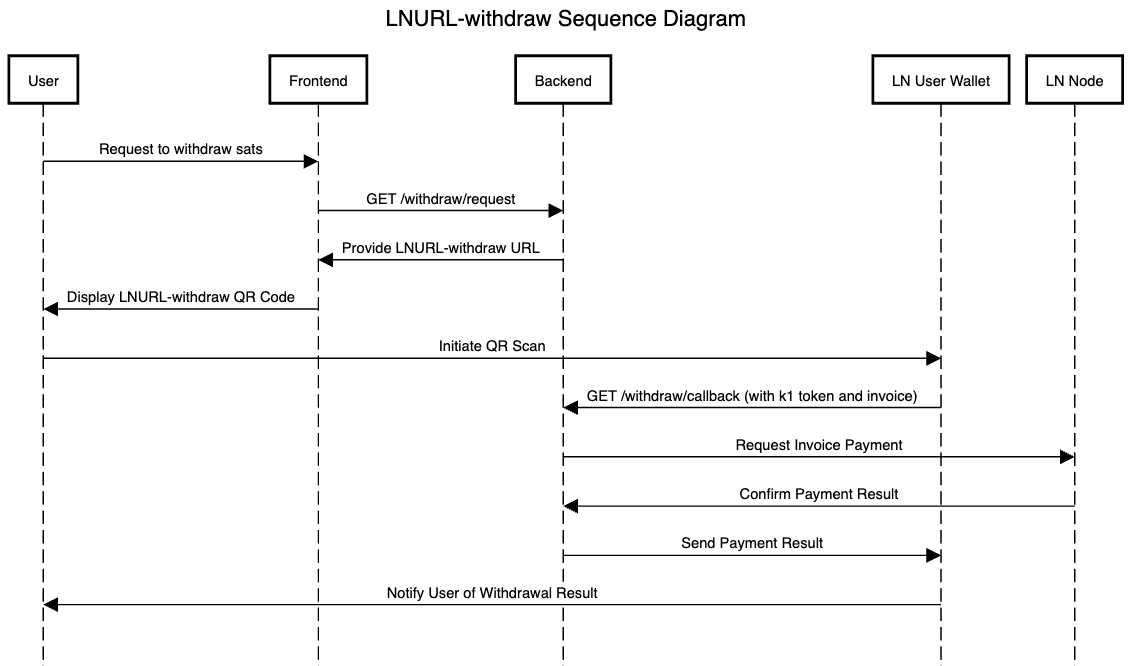 LNURL-withdraw Sequence Diagram
User
Frontend
Backend
LN User Wallet
LN Node
Request to withdraw sats
GET /withdraw/request
Provide LNURL-withdraw URL
Display LNURL-withdraw QR Code
Initiate QR Scan
GET /withdraw/callback (with k1 token and invoice)
Request Invoice Payment
Confirm Payment Result
Send Payment Result
Notify User of Withdrawal Result